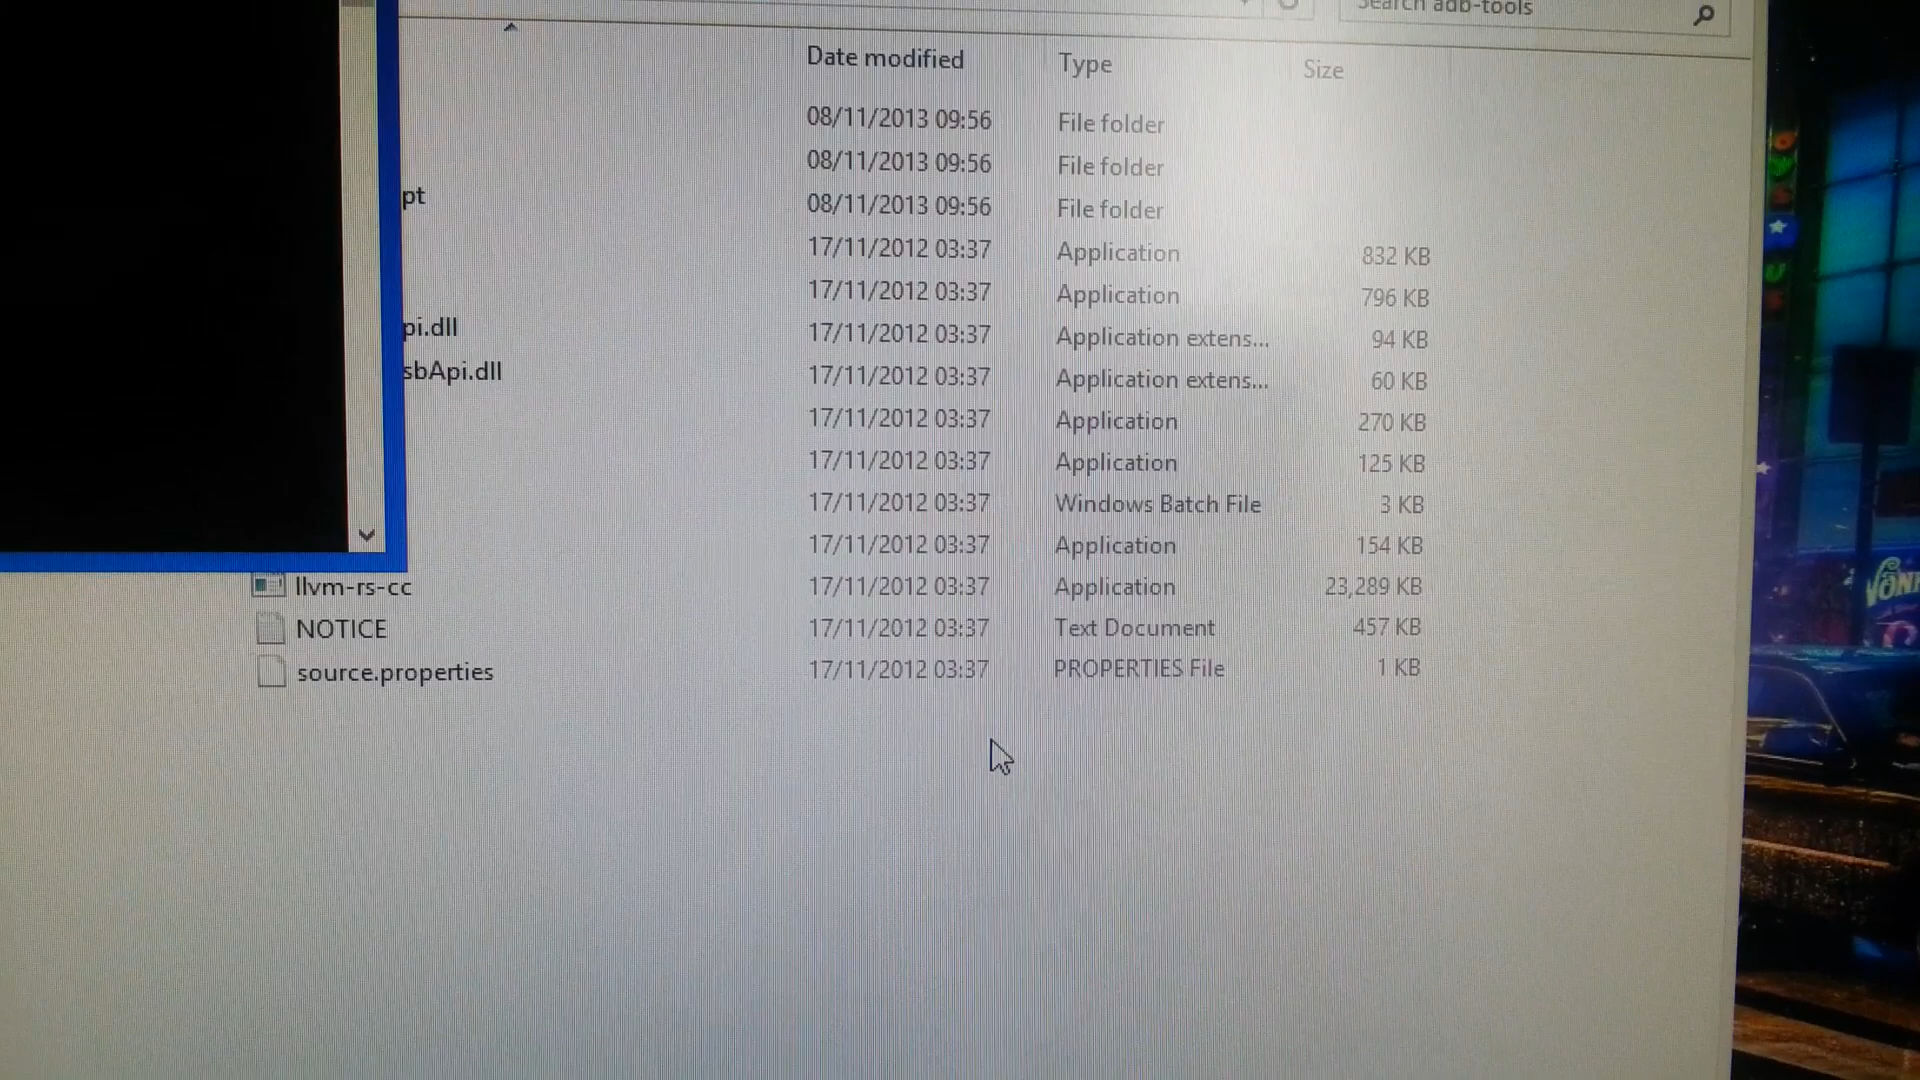 Search adb-tools
Date modified Type Size
08/11/2013 09:56 File folder
08/11/2013 09:56 File folder
pt 08/11/2013 09:56 File folder
17/11/2012 03:37 Application 832 KB
17/11/2012 03:37 Application 796 KB
pi.dll 17/11/2012 03:37 Application extens... 94 KB
sbApi.dll 17/11/2012 03:37 Application extens... 60 KB
17/11/2012 03:37 Application 270 KB
17/11/2012 03:37 Application 125 KB
17/11/2012 03:37 Windows Batch File 3 KB
17/11/2012 03:37 Application 154 KB
llvm-rs-cc 17/11/2012 03:37 Application 23,289 KB
NOTICE 17/11/2012 03:37 Text Document 457 KB
source.properties 17/11/2012 03:37 PROPERTIES File 1 KB